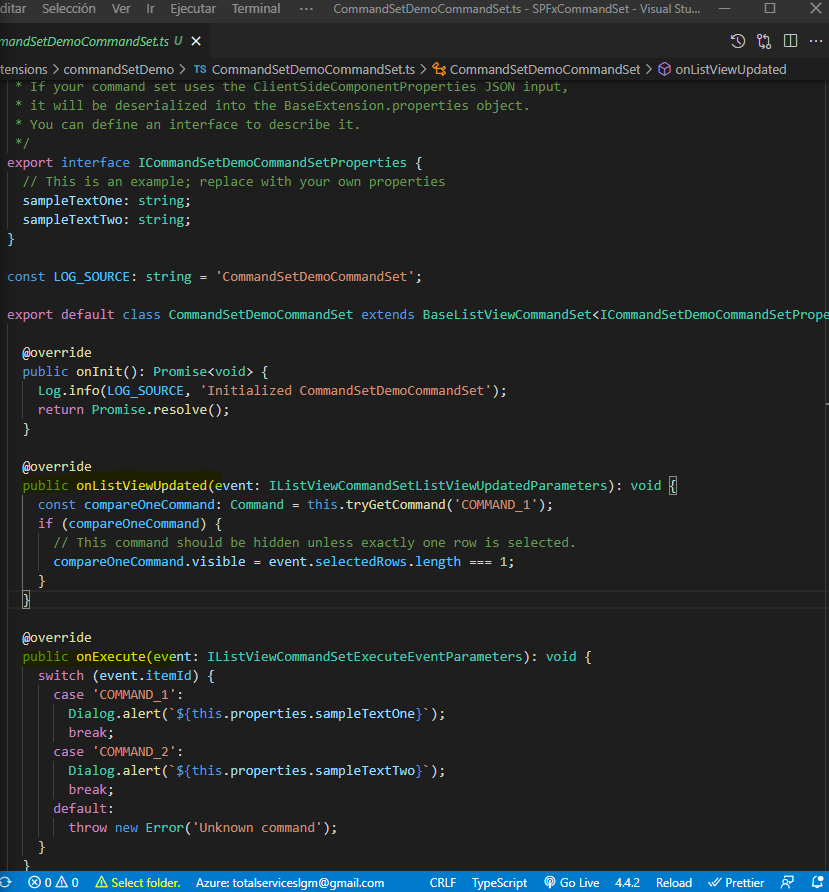 ditar Selección Ver Ir Ejecutar Terminal ··· CommandSetDemoCommandSet.ts - SPFxCommandSet - Visual Stu...
mandSetDemoCommandSet.ts U
tensions > commandSetDemo > TS CommandSetDemoCommandSet.ts > CommandSetDemoCommandSet > onListViewUpdated
* If your command set uses the ClientSideComponentProperties JSON input,
* it will be deserialized into the BaseExtension.properties object.
* You can define an interface to describe it.
*/
export interface ICommandSetDemoCommandSetProperties {
// This is an example; replace with your own properties
sampleTextOne: string;
sampleTextTwo: string;
}
const LOG_SOURCE: string = 'CommandSetDemoCommandSet';
export default class CommandSetDemoCommandSet extends BaseListViewCommandSet<ICommandSetDemoCommandSetPrope
@override
public onInit(): Promise<void> {
Log.info(LOG_SOURCE, 'Initialized CommandSetDemoCommandSet');
return Promise.resolve();
}
@override
public onListViewUpdated(event: IListViewCommandSetListViewUpdatedParameters): void {
const compareOneCommand: Command = this.tryGetCommand('COMMAND_1');
if (compareOneCommand) {
// This command should be hidden unless exactly one row is selected.
compareOneCommand.visible = event.selectedRows.length === 1;
}
}
@override
public onExecute(event: IListViewCommandSetExecuteEventParameters): void {
switch (event.itemId) {
case 'COMMAND_1':
Dialog.alert(`${this.properties.sampleTextOne}`);
break;
case 'COMMAND_2':
Dialog.alert(`${this.properties.sampleTextTwo}`);
break;
default:
throw new Error('Unknown command');
}
}
0 0 Select folder. Azure: totalserviceslgm@gmail.com CRLF TypeScript Go Live 4.4.2 Reload Prettier